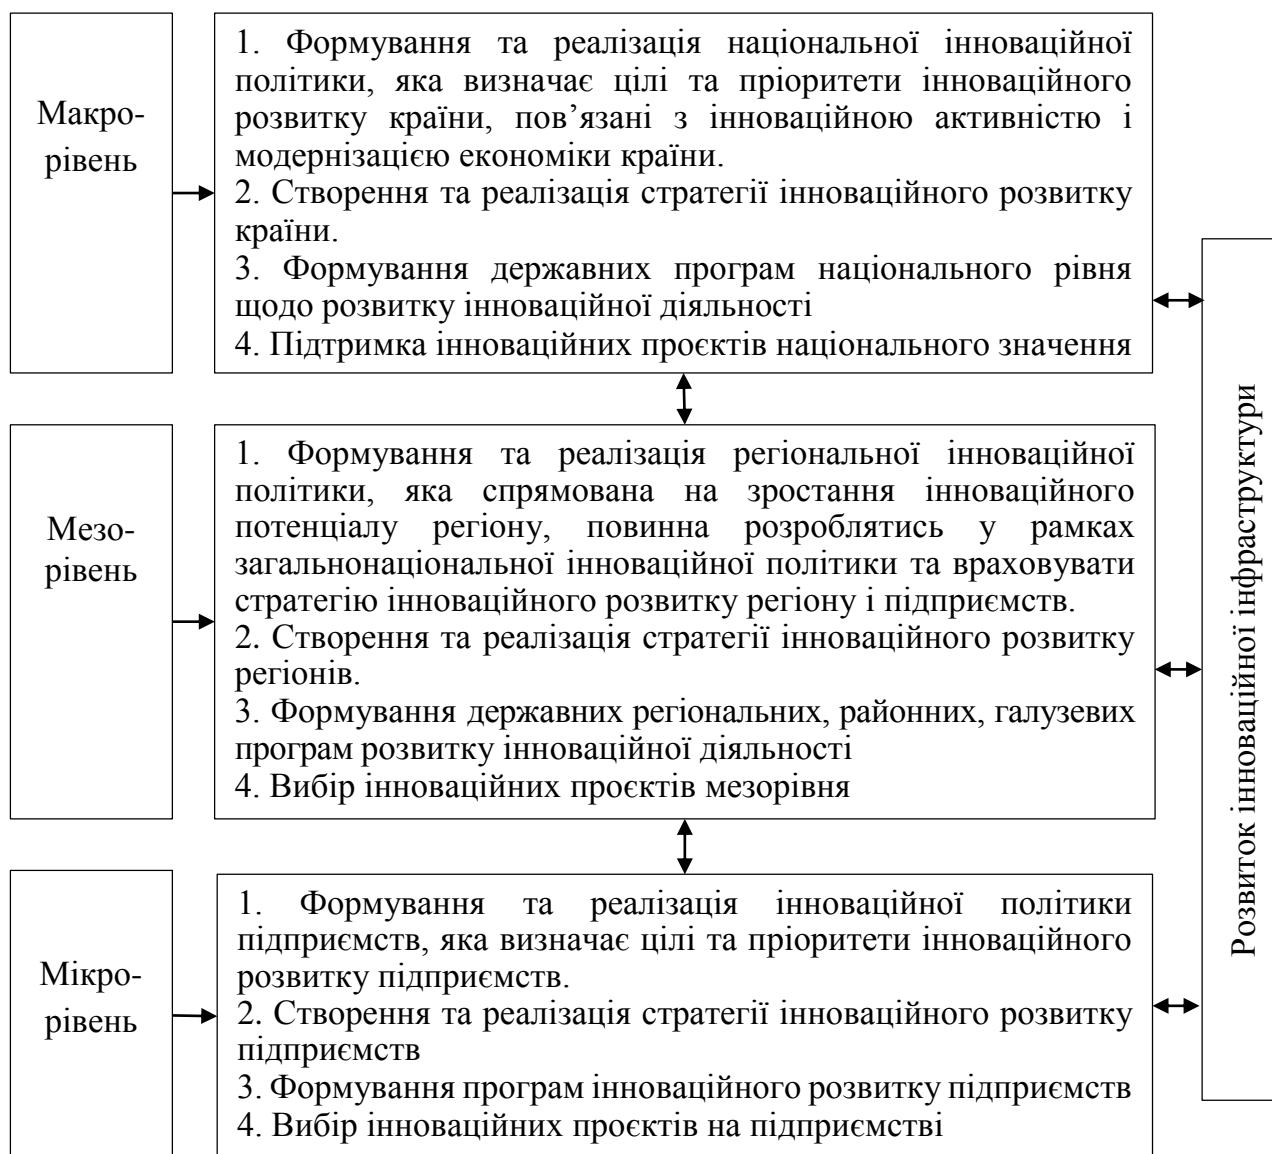 Макро-
рівень
1. Формування та реалізація національної інноваційної
політики, яка визначає цілі та пріоритети інноваційного
розвитку країни, пов’язані з інноваційною активністю і
модернізацією економіки країни.
2. Створення та реалізація стратегії інноваційного розвитку
країни.
3. Формування державних програм національного рівня
щодо розвитку інноваційної діяльності
4. Підтримка інноваційних проєктів національного значення
Мезо-
рівень
1. Формування та реалізація регіональної інноваційної
політики, яка спрямована на зростання інноваційного
потенціалу регіону, повинна розроблятись у рамках
загальнонаціональної інноваційної політики та враховувати
стратегію інноваційного розвитку регіону і підприємств.
2. Створення та реалізація стратегії інноваційного розвитку
регіонів.
3. Формування державних регіональних, районних, галузевих
програм розвитку інноваційної діяльності
4. Вибір інноваційних проєктів мезорівня
Мікро-
рівень
1. Формування та реалізація інноваційної політики
підприємств, яка визначає цілі та пріоритети інноваційного
розвитку підприємств.
2. Створення та реалізація стратегії інноваційного розвитку
підприємств
3. Формування програм інноваційного розвитку підприємств
4. Вибір інноваційних проєктів на підприємстві
Розвиток інноваційної інфраструктури